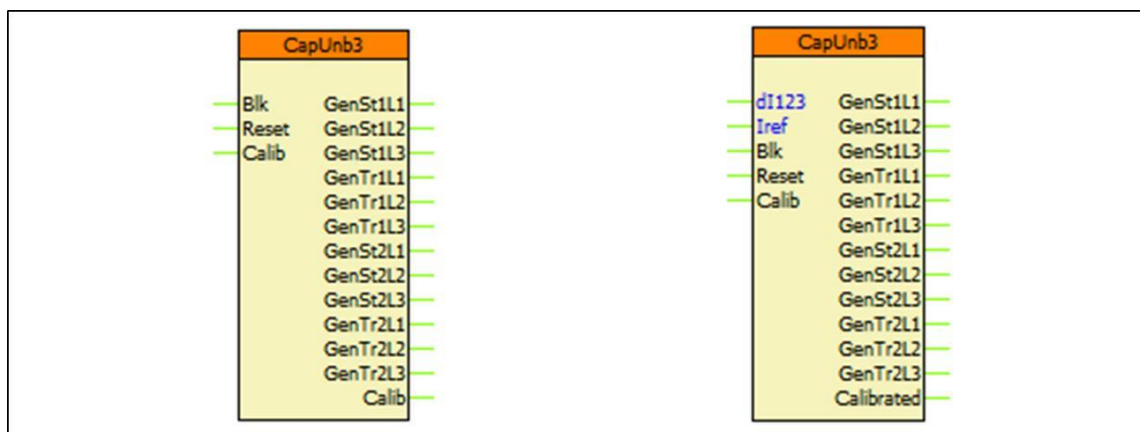 CapUnb3
Blk GenSt1L1
Reset GenSt1L2
Calib GenSt1L3
GenTr1L1
GenTr1L2
GenTr1L3
GenSt2L1
GenSt2L2
GenSt2L3
GenTr2L1
GenTr2L2
GenTr2L3
Calib
CapUnb3
dI123 GenSt1L1
Iref GenSt1L2
Blk GenSt1L3
Reset GenTr1L1
Calib GenTr1L2
GenTr1L3
GenSt2L1
GenSt2L2
GenSt2L3
GenTr2L1
GenTr2L2
GenTr2L3
Calibrated